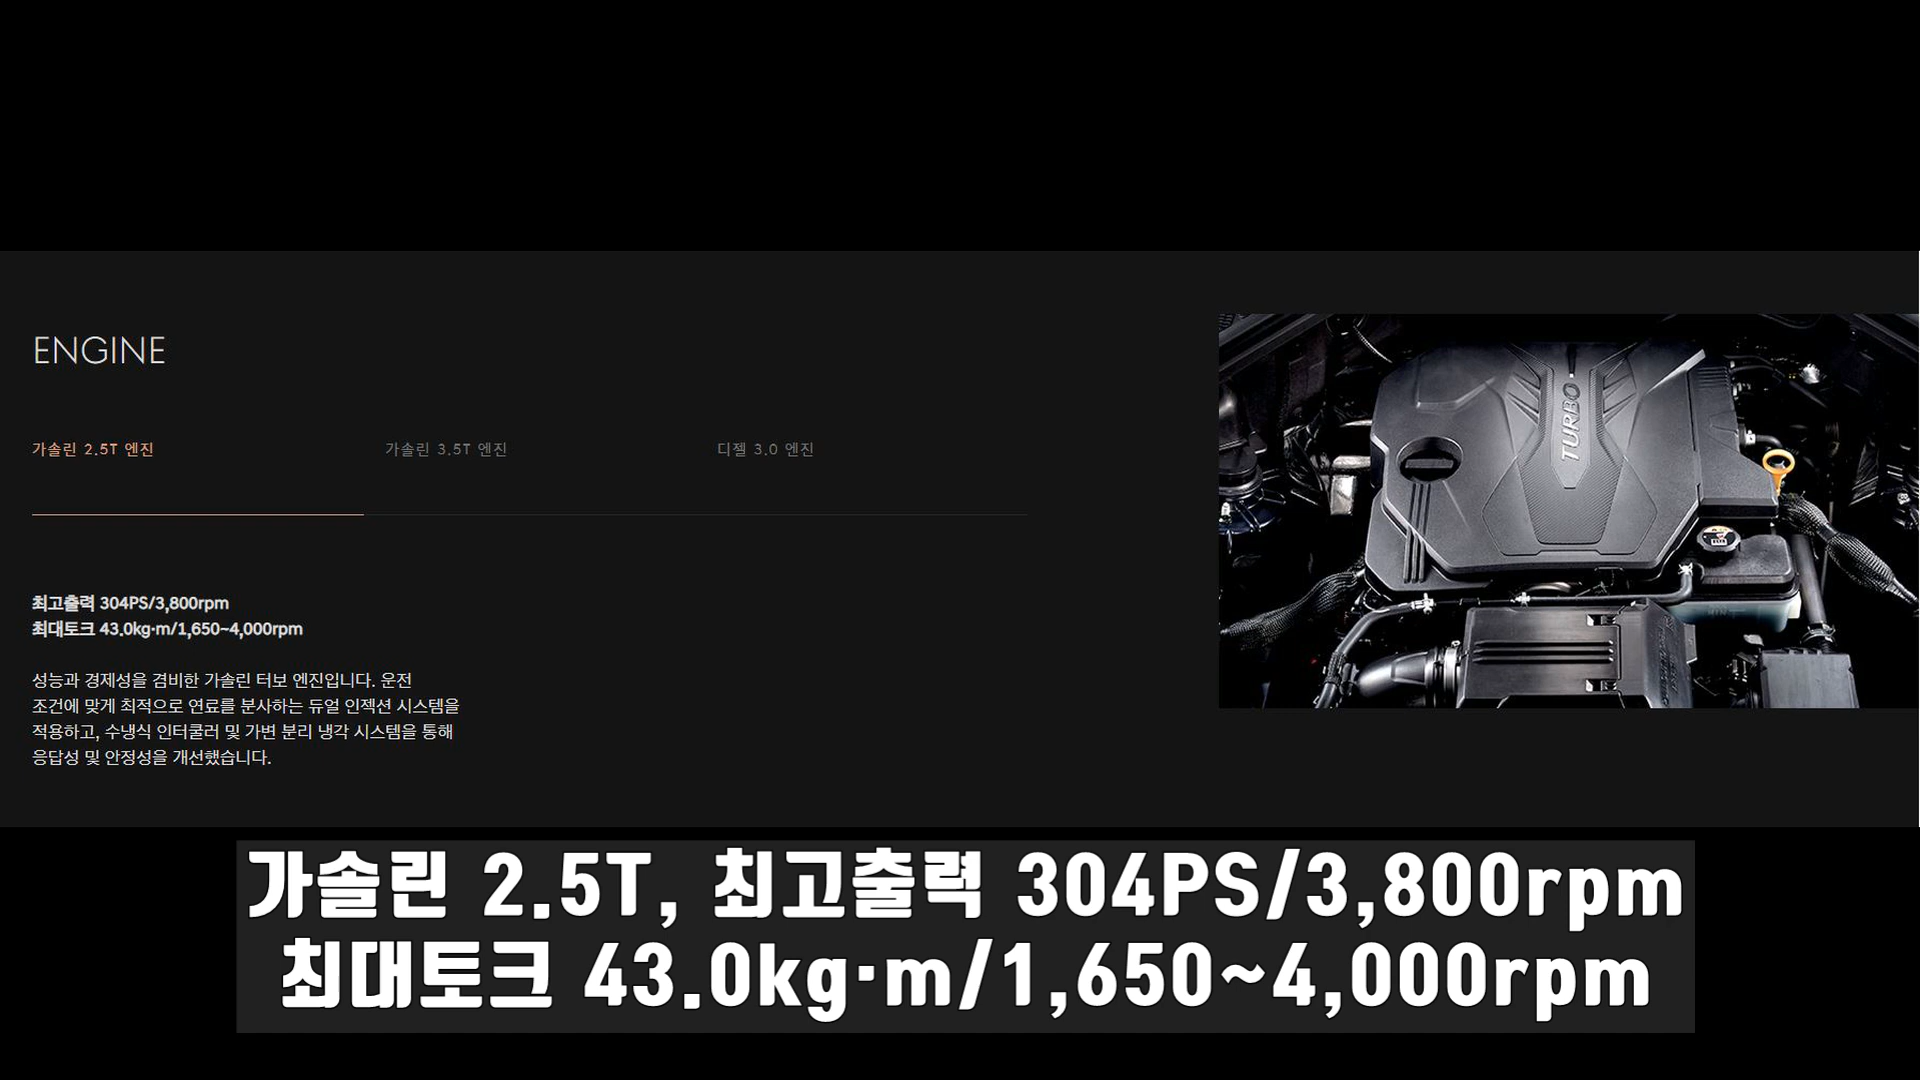 ENGINE
가솔린 2.5T 엔진
가솔린 3.5T 엔진
디젤 3.0 엔진
최고출력 304PS/3,800rpm
최대토크 43.0kg·m/1,650~4,000rpm
성능과 경제성을 겸비한 가솔린 터보 엔진입니다. 운전
조건에 맞게 최적으로 연료를 분사하는 듀얼 인젝션 시스템을
적용하고, 수냉식 인터쿨러 및 가변 분리 냉각 시스템을 통해
응답성 및 안정성을 개선했습니다.
TURBO
가솔린 2.5T, 최고출력 304PS/3,800rpm
최대토크 43.0kg·m/1,650~4,000rpm